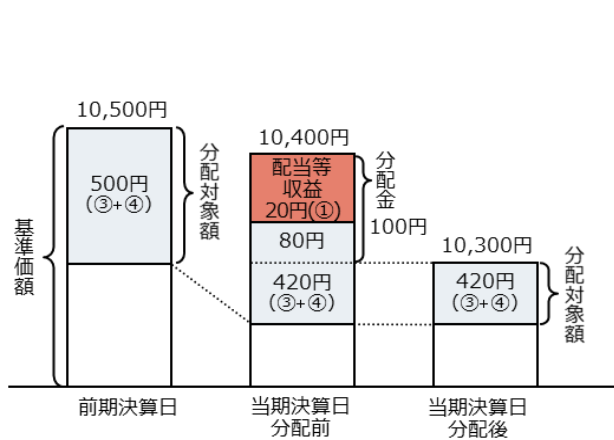 10,500円
500円
(③+④)
分配対象額
基準価額
10,400円
配当等
収益
20円(①)
80円
420円
(③+④)
分配金
100円
10,300円
420円
(③+④)
分配対象額
前期決算日
当期決算日
分配前
当期決算日
分配後